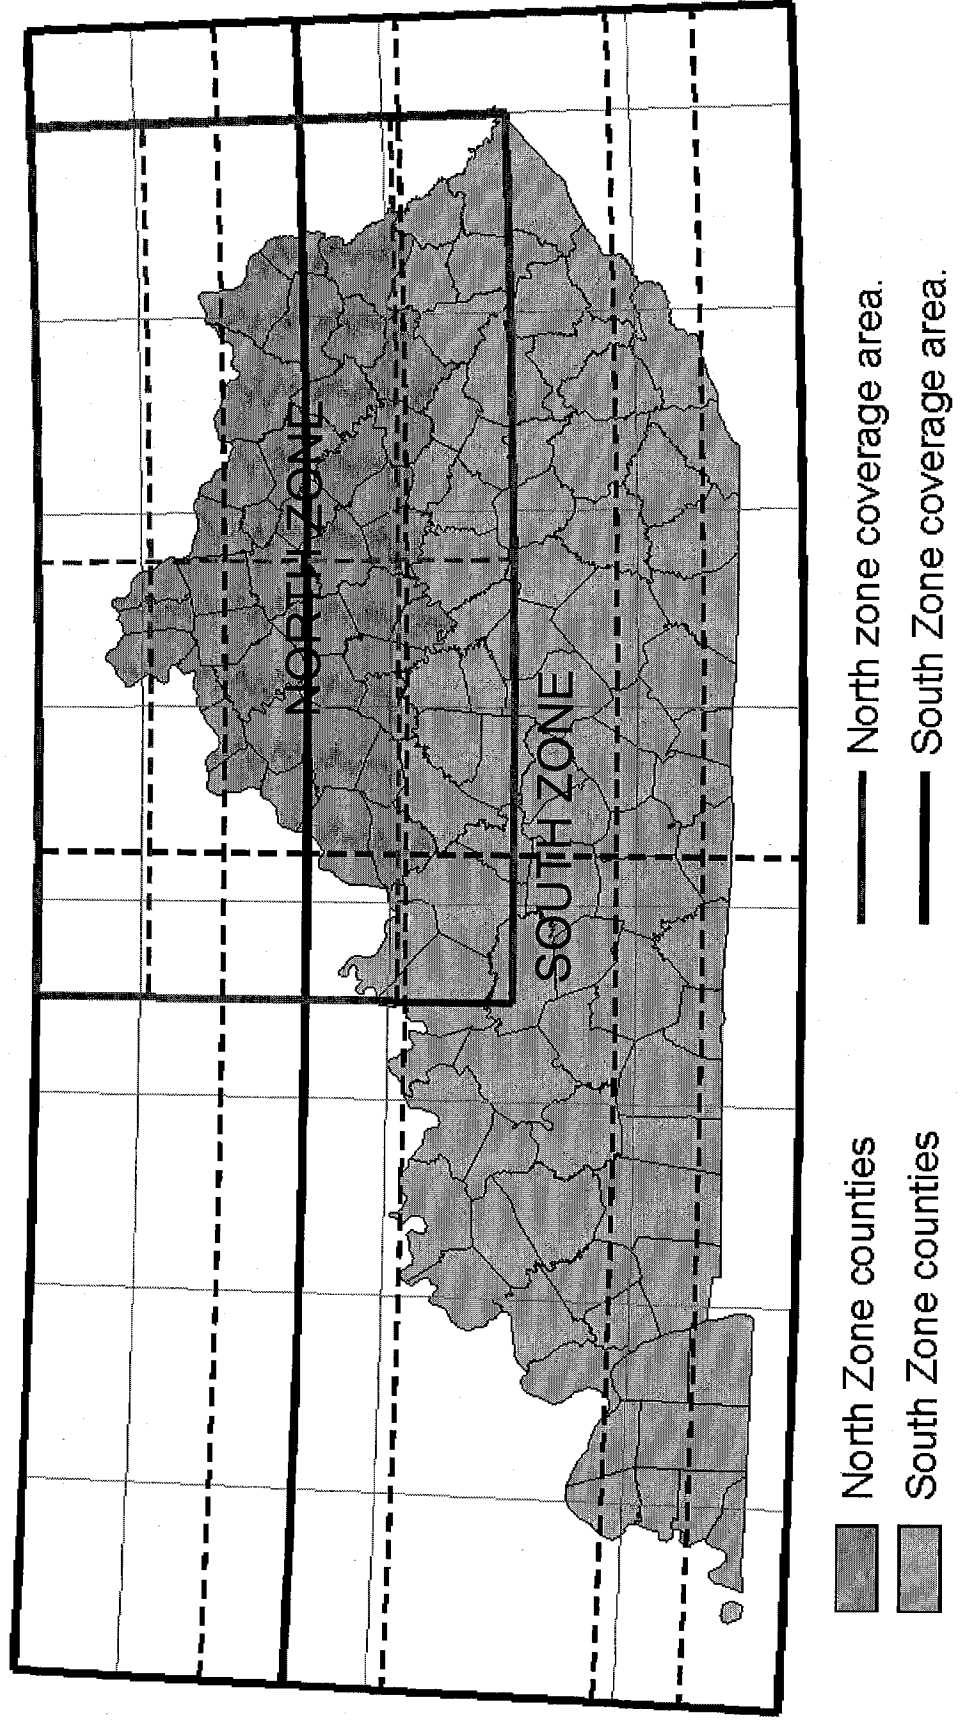 NORTH ZONE
SOUTH ZONE
North Zone counties
South Zone counties
North zone coverage area.
South Zone coverage area.